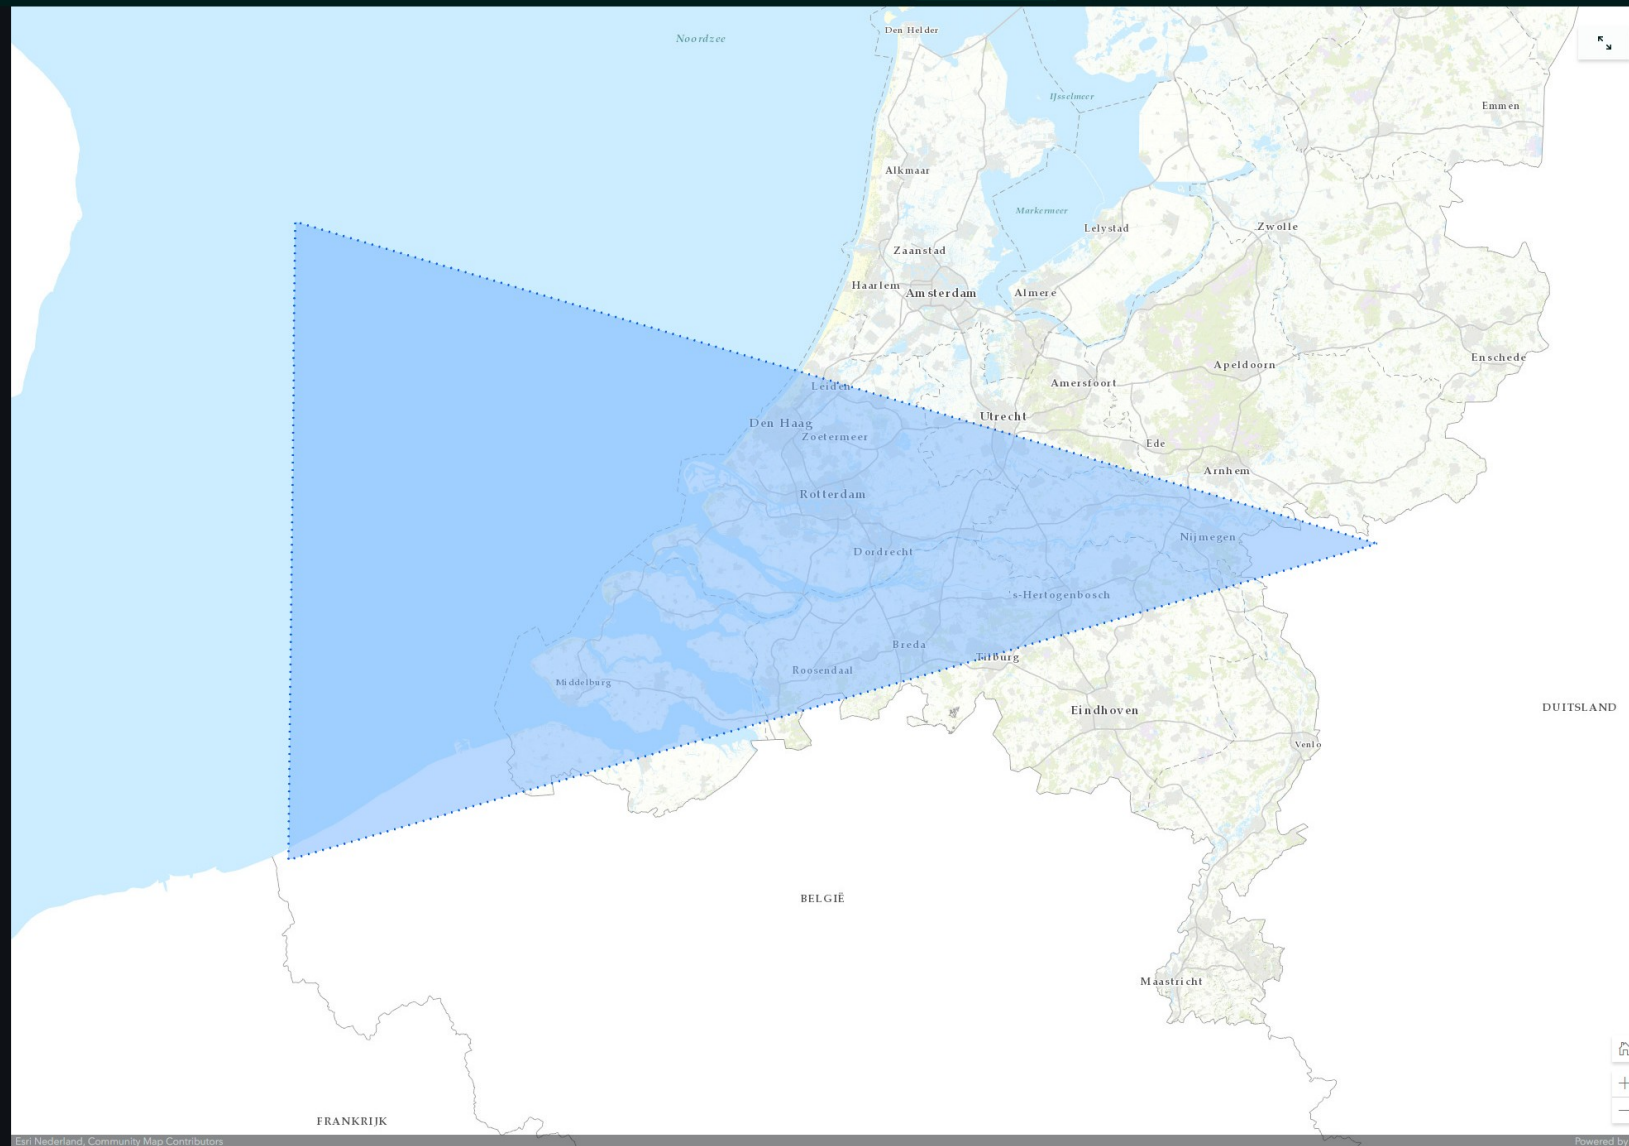 Noordzee
Den Helder
IJsselmeer
Emmen
Alkmaar
Markermeer
Lelystad
Zwolle
Zaanstad
Haarlem
Amsterdam
Almere
Enschede
Apeldoorn
Leiden
Amersfoort
Utrecht
Den Haag
Zoetermeer
Ede
Arnhem
Rotterdam
Nijmegen
Dordrecht
's-Hertogenbosch
Breda
Tilburg
Roosendaal
Middelburg
Eindhoven
DUITSLAND
Venlo
BELGIË
Maastricht
FRANKRIJK
Esri Nederland, Community Map Contributors
Powered by